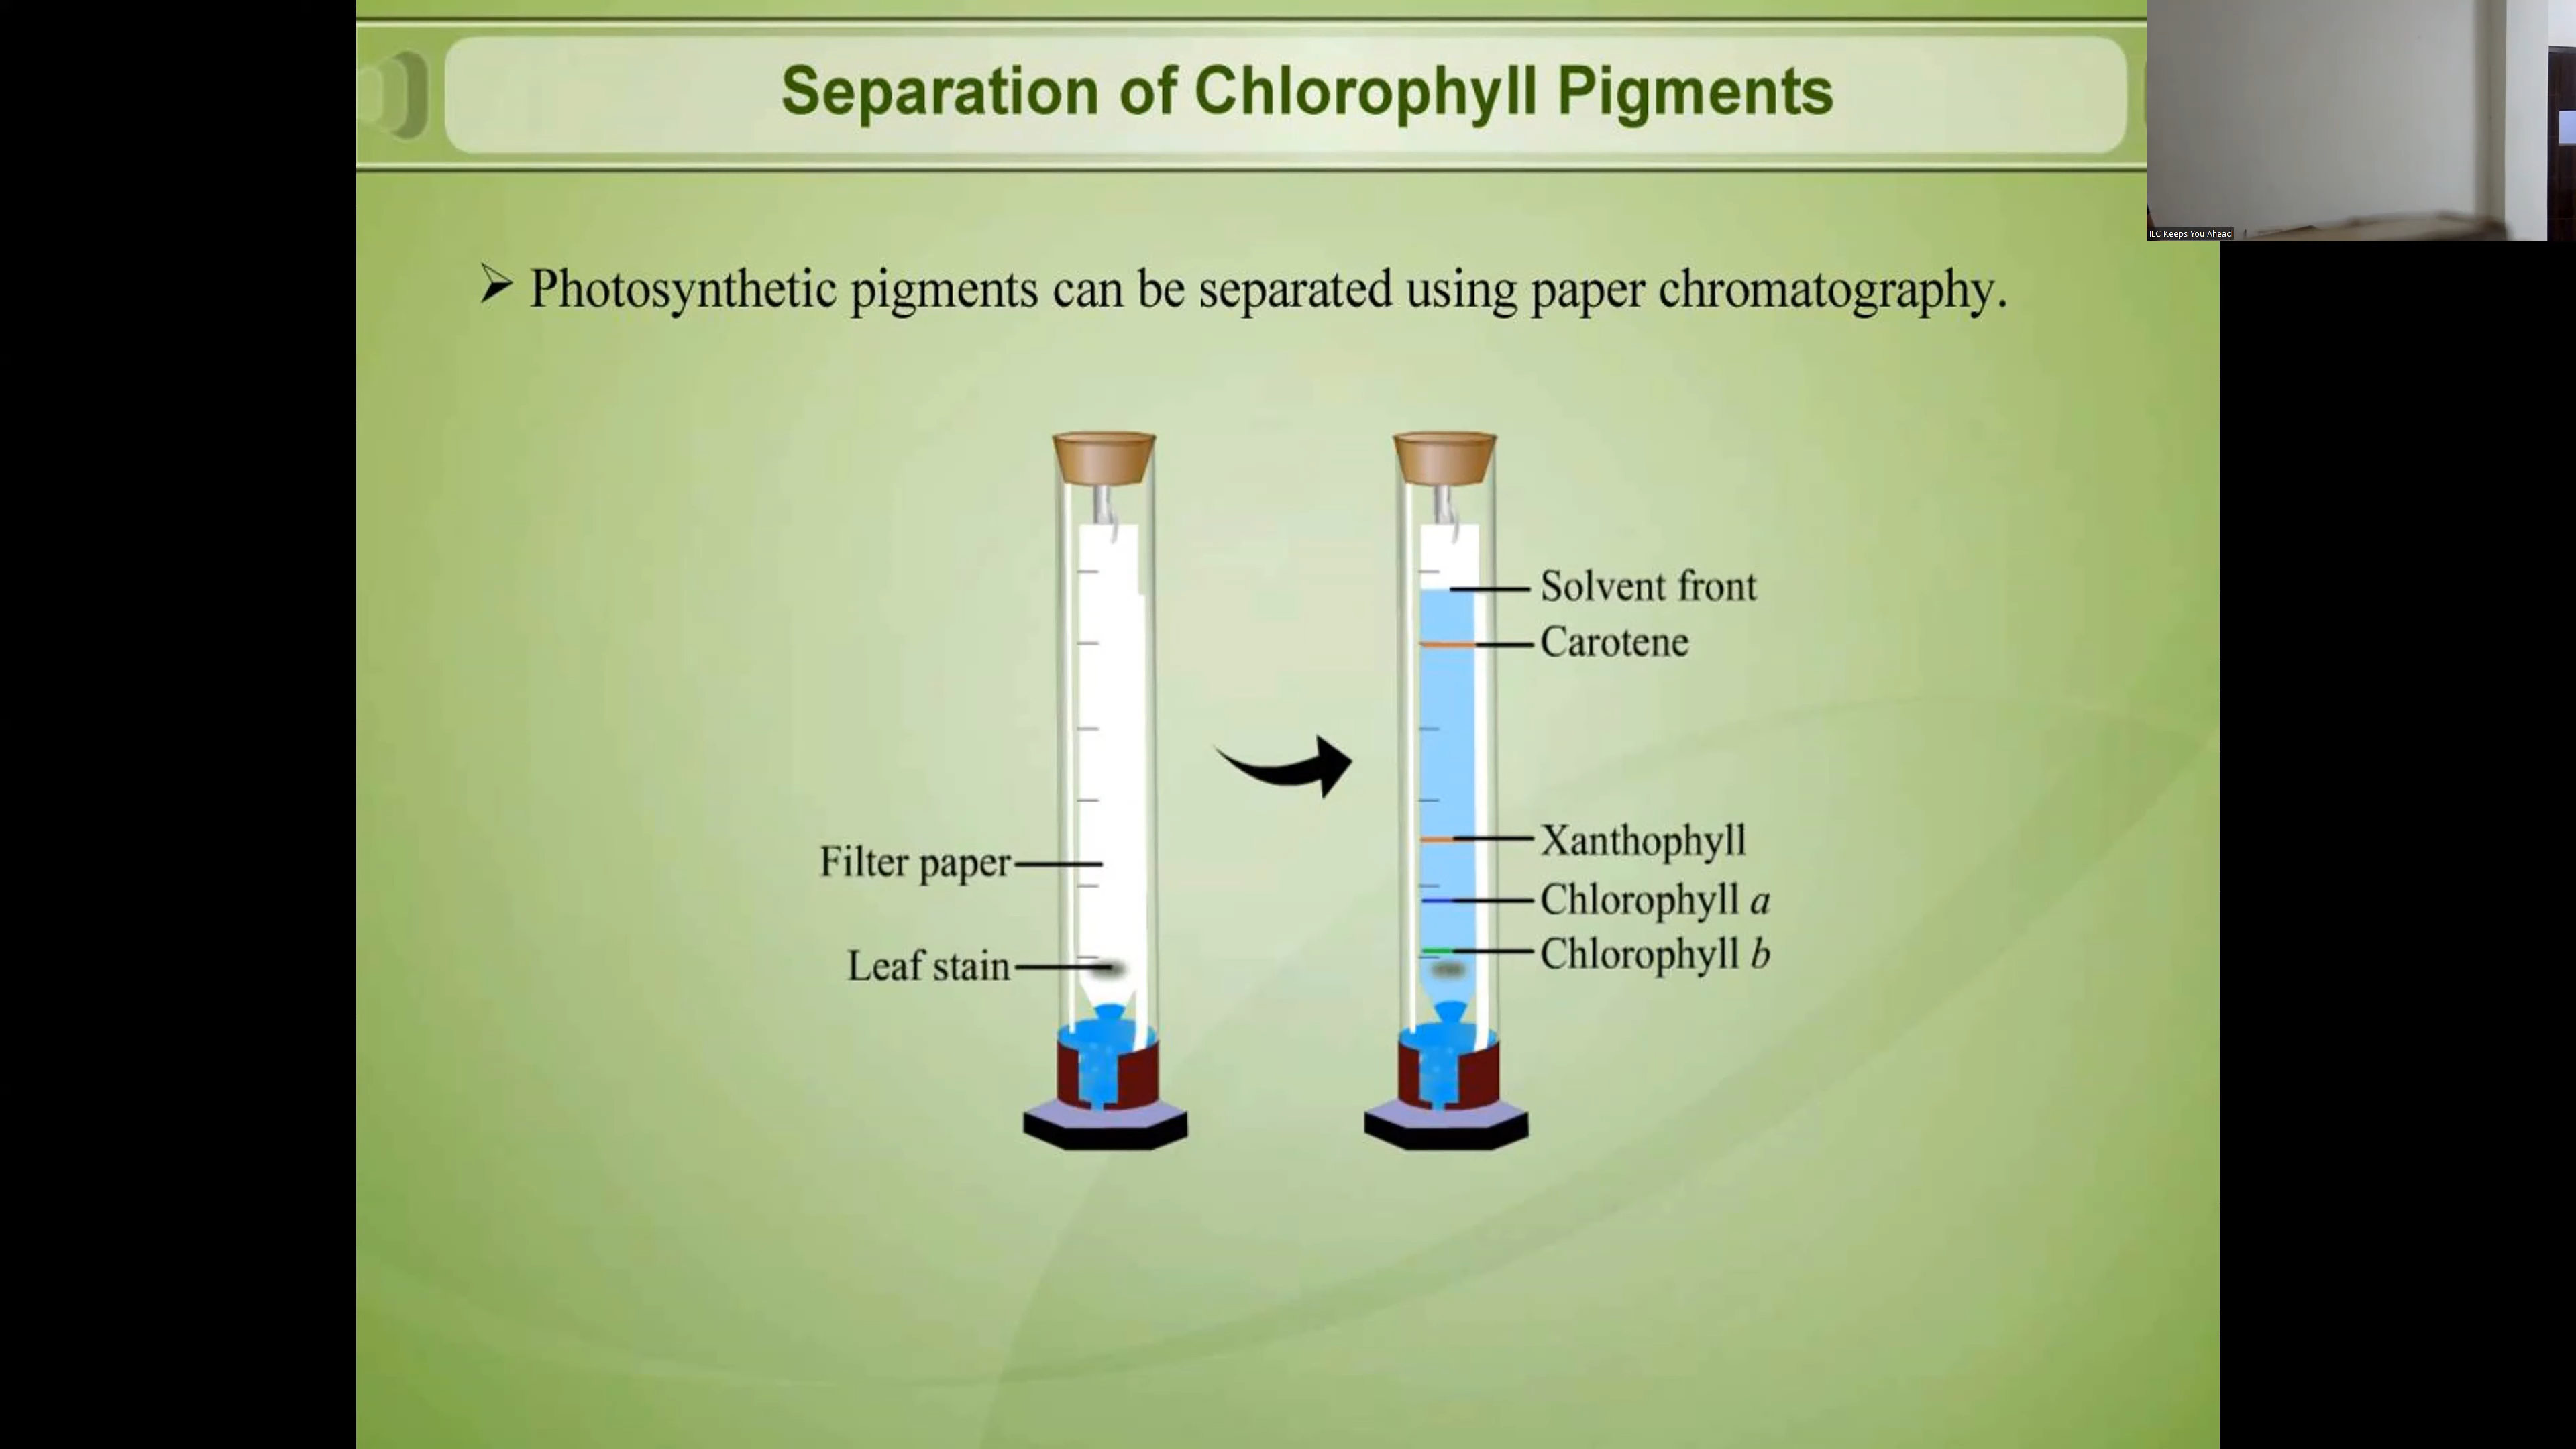 Separation of Chlorophyll Pigments
ILC Keeps You Ahead
➢ Photosynthetic pigments can be separated using paper chromatography.
Solvent front
Carotene
Xanthophyll
Filter paper
Chlorophyll a
Chlorophyll b
Leaf stain